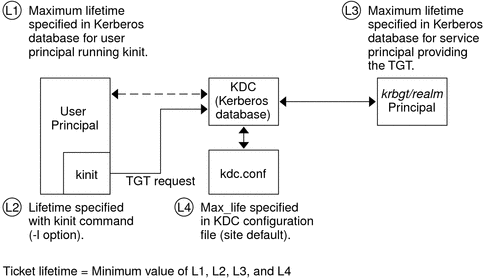 L1
Maximum lifetime
specified in Kerberos
database for user
principal running kinit.
L3
Maximum lifetime
specified in Kerberos
database for service
principal providing
the TGT.
User
Principal
kinit
KDC
(Kerberos
database)
krbgt/realm
Principal
TGT request
kdc.conf
L2
Lifetime specified
with kinit command
(-l option).
L4
Max_life specified
in KDC configuration
file (site default).
Ticket lifetime = Minimum value of L1, L2, L3, and L4